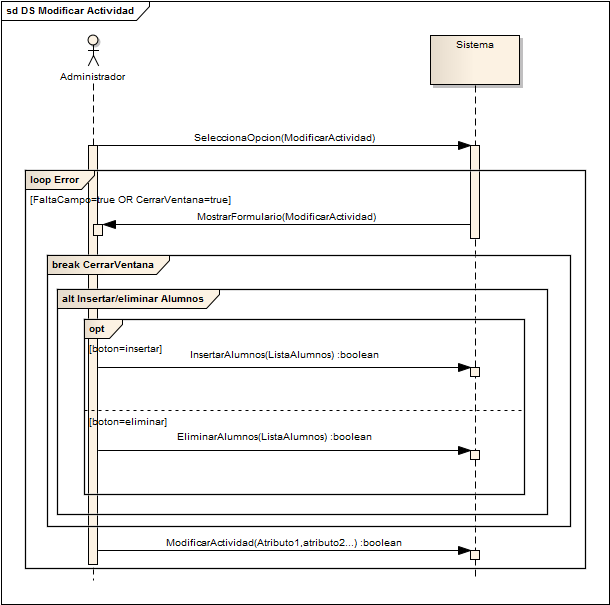 sd DS Modificar Actividad
Sistema
Administrador
SeleccionaOpcion(ModificarActividad)
loop Error
[FaltaCampo=true OR CerrarVentana=true]
MostrarFormulario(ModificarActividad)
break CerrarVentana
alt Insertar/eliminar Alumnos
opt
[boton=insertar]
InsertarAlumnos(ListaAlumnos) :boolean
[boton=eliminar]
EliminarAlumnos(ListaAlumnos) :boolean
ModificarActividad(Atributo1,atributo2...) :boolean